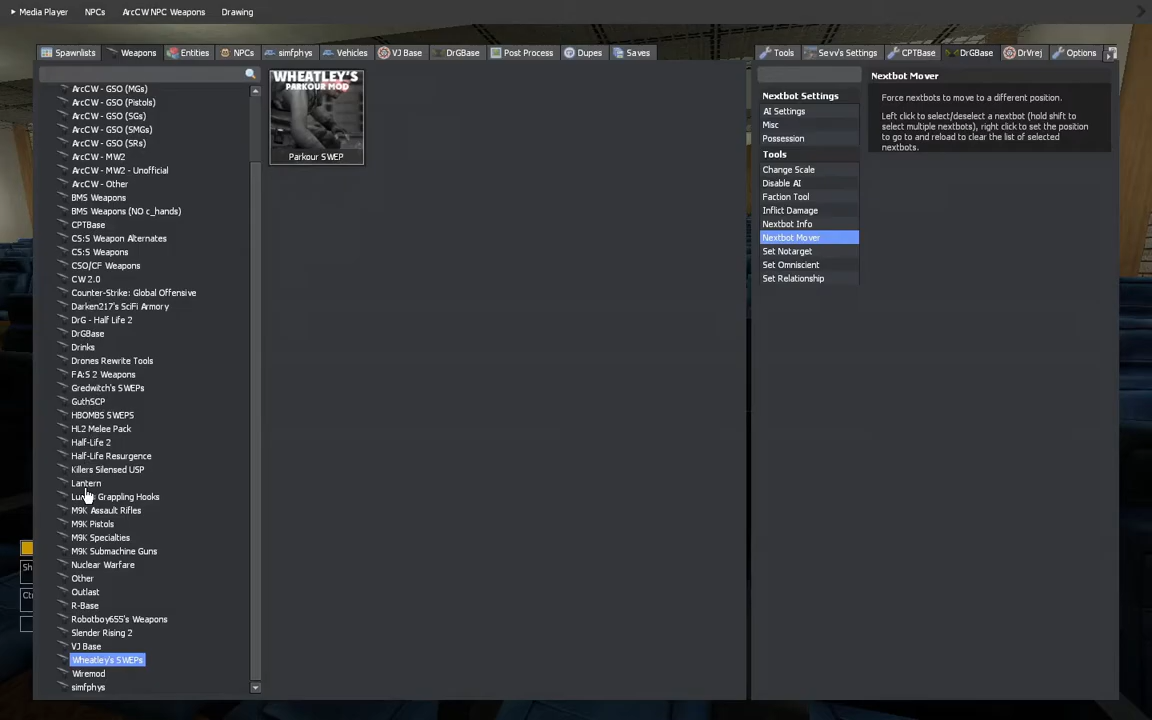 Media Player NPCs ArcCW NPC Weapons Drawing
Spawnlists Weapons Entities NPCs simfphys Vehicles VJ Base DrGBase Post Process Dupes Saves
Tools Sevv's Settings CPTBase DrGBase DrVrej Options
ArcCW - GSO (MGs)
ArcCW - GSO (Pistols)
ArcCW - GSO (SGs)
ArcCW - GSO (SMGs)
ArcCW - GSO (SRs)
ArcCW - MW2
ArcCW - MW2 - Unofficial
ArcCW - Other
BMS Weapons
BMS Weapons (NO c_hands)
CPTBase
CS:S Weapon Alternates
CS:S Weapons
CSO/CF Weapons
CW 2.0
Counter-Strike: Global Offensive
Darken217's SciFi Armory
DrG - Half Life 2
DrGBase
Drinks
Drones Rewrite Tools
FA:S 2 Weapons
Gredwitch's SWEPs
GuthSCP
HBOMBS SWEPS
HL2 Melee Pack
Half-Life 2
Half-Life Resurgence
Killers Silensed USP
Lantern
Grappling Hooks
M9K Assault Rifles
M9K Pistols
M9K Specialties
M9K Submachine Guns
Nuclear Warfare
Other
Outlast
R-Base
Robotboy655's Weapons
Slender Rising 2
VJ Base
Wheatley's SWEPs
Wiremod
simfphys
WHEATLEY'S
PARKOUR MOD
Parkour SWEP
Nextbot Settings
AI Settings
Misc
Possession
Tools
Change Scale
Disable AI
Faction Tool
Inflict Damage
Nextbot Info
Nextbot Mover
Set Notarget
Set Omniscient
Set Relationship
Nextbot Mover
Force nextbots to move to a different position.
Left click to select/deselect a nextbot (hold shift
to select multiple nextbots), right click to set the position
to go to and reload to clear the list of selected
nextbots.
Sh
Ct